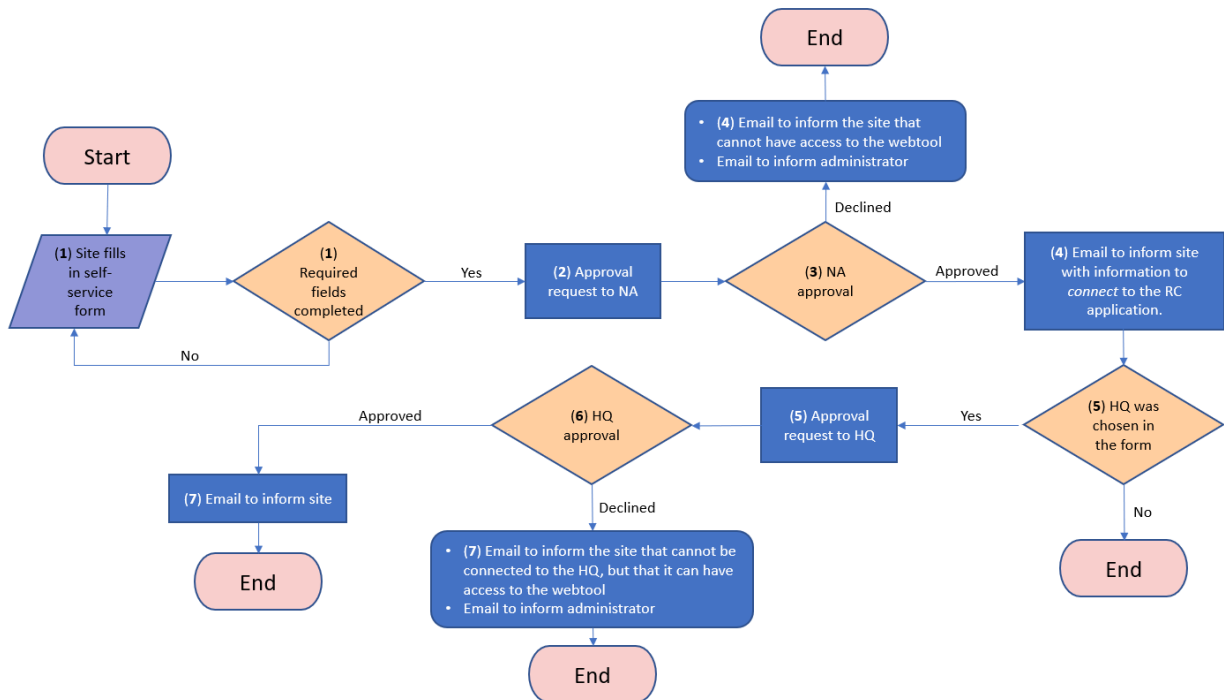 End
• (4) Email to inform the site that
cannot have access to the webtool
• Email to inform administrator
Start
Declined
(1) Site fills
in self-
service
form
(1)
Required
fields
completed
Yes
(2) Approval
request to NA
(3) NA
approval
Approved
(4) Email to inform site
with information to
connect to the RC
application.
No
Approved
(6) HQ
approval
(5) Approval
request to HQ
Yes
(5) HQ was
chosen in
the form
(7) Email to inform site
Declined
No
End
• (7) Email to inform the site that cannot be
connected to the HQ, but that it can have
access to the webtool
• Email to inform administrator
End
End